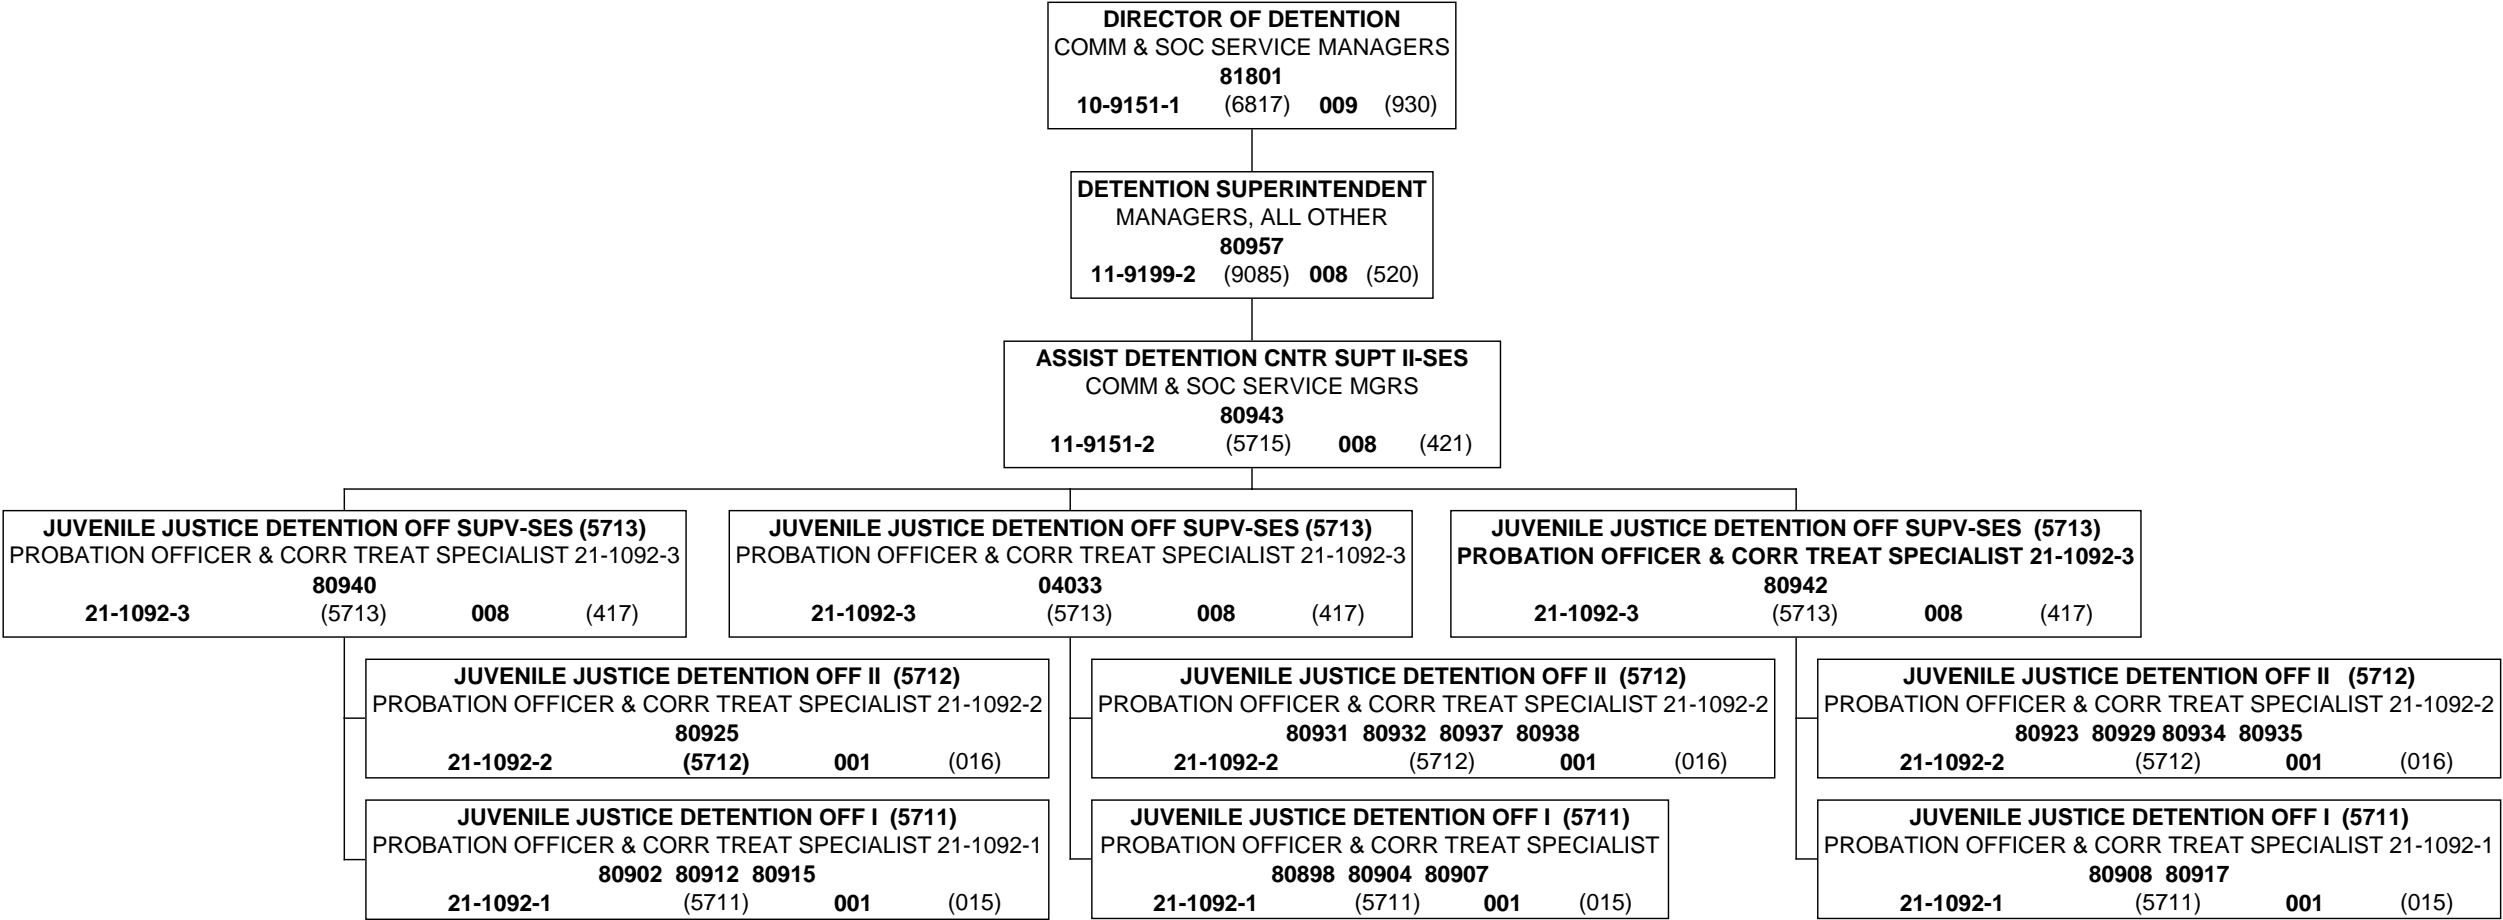 DIRECTOR OF DETENTION
COMM & SOC SERVICE MANAGERS
81801
10-9151-1 (6817) 009 (930)
DETENTION SUPERINTENDENT
MANAGERS, ALL OTHER
80957
11-9199-2 (9085) 008 (520)
ASSIST DETENTION CNTR SUPT II-SES
COMM & SOC SERVICE MGRS
80943
11-9151-2 (5715) 008 (421)
JUVENILE JUSTICE DETENTION OFF SUPV-SES (5713)
PROBATION OFFICER & CORR TREAT SPECIALIST 21-1092-3
80940
21-1092-3 (5713) 008 (417)
JUVENILE JUSTICE DETENTION OFF II (5712)
PROBATION OFFICER & CORR TREAT SPECIALIST 21-1092-2
80925
21-1092-2 (5712) 001 (016)
JUVENILE JUSTICE DETENTION OFF I (5711)
PROBATION OFFICER & CORR TREAT SPECIALIST 21-1092-1
80902 80912 80915
21-1092-1 (5711) 001 (015)
JUVENILE JUSTICE DETENTION OFF SUPV-SES (5713)
PROBATION OFFICER & CORR TREAT SPECIALIST 21-1092-3
04033
21-1092-3 (5713) 008 (417)
JUVENILE JUSTICE DETENTION OFF II (5712)
PROBATION OFFICER & CORR TREAT SPECIALIST 21-1092-2
80931 80932 80937 80938
21-1092-2 (5712) 001 (016)
JUVENILE JUSTICE DETENTION OFF I (5711)
PROBATION OFFICER & CORR TREAT SPECIALIST
80898 80904 80907
21-1092-1 (5711) 001 (015)
JUVENILE JUSTICE DETENTION OFF SUPV-SES (5713)
PROBATION OFFICER & CORR TREAT SPECIALIST 21-1092-3
80942
21-1092-3 (5713) 008 (417)
JUVENILE JUSTICE DETENTION OFF II (5712)
PROBATION OFFICER & CORR TREAT SPECIALIST 21-1092-2
80923 80929 80934 80935
21-1092-2 (5712) 001 (016)
JUVENILE JUSTICE DETENTION OFF I (5711)
PROBATION OFFICER & CORR TREAT SPECIALIST 21-1092-1
80908 80917
21-1092-1 (5711) 001 (015)